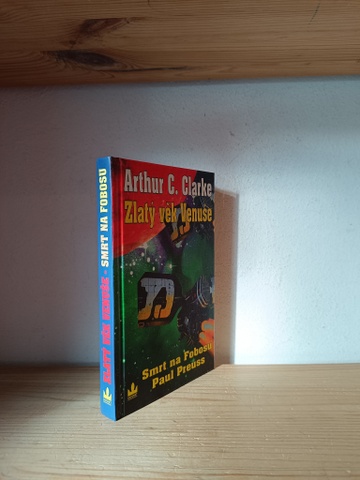 Arthur C. Clarke
Zlatý věk Venuše
Smrt na Fobosu
Paul Preuss
ZLATÝ VĚK VENUŠE • SMRT NA FOBOSU